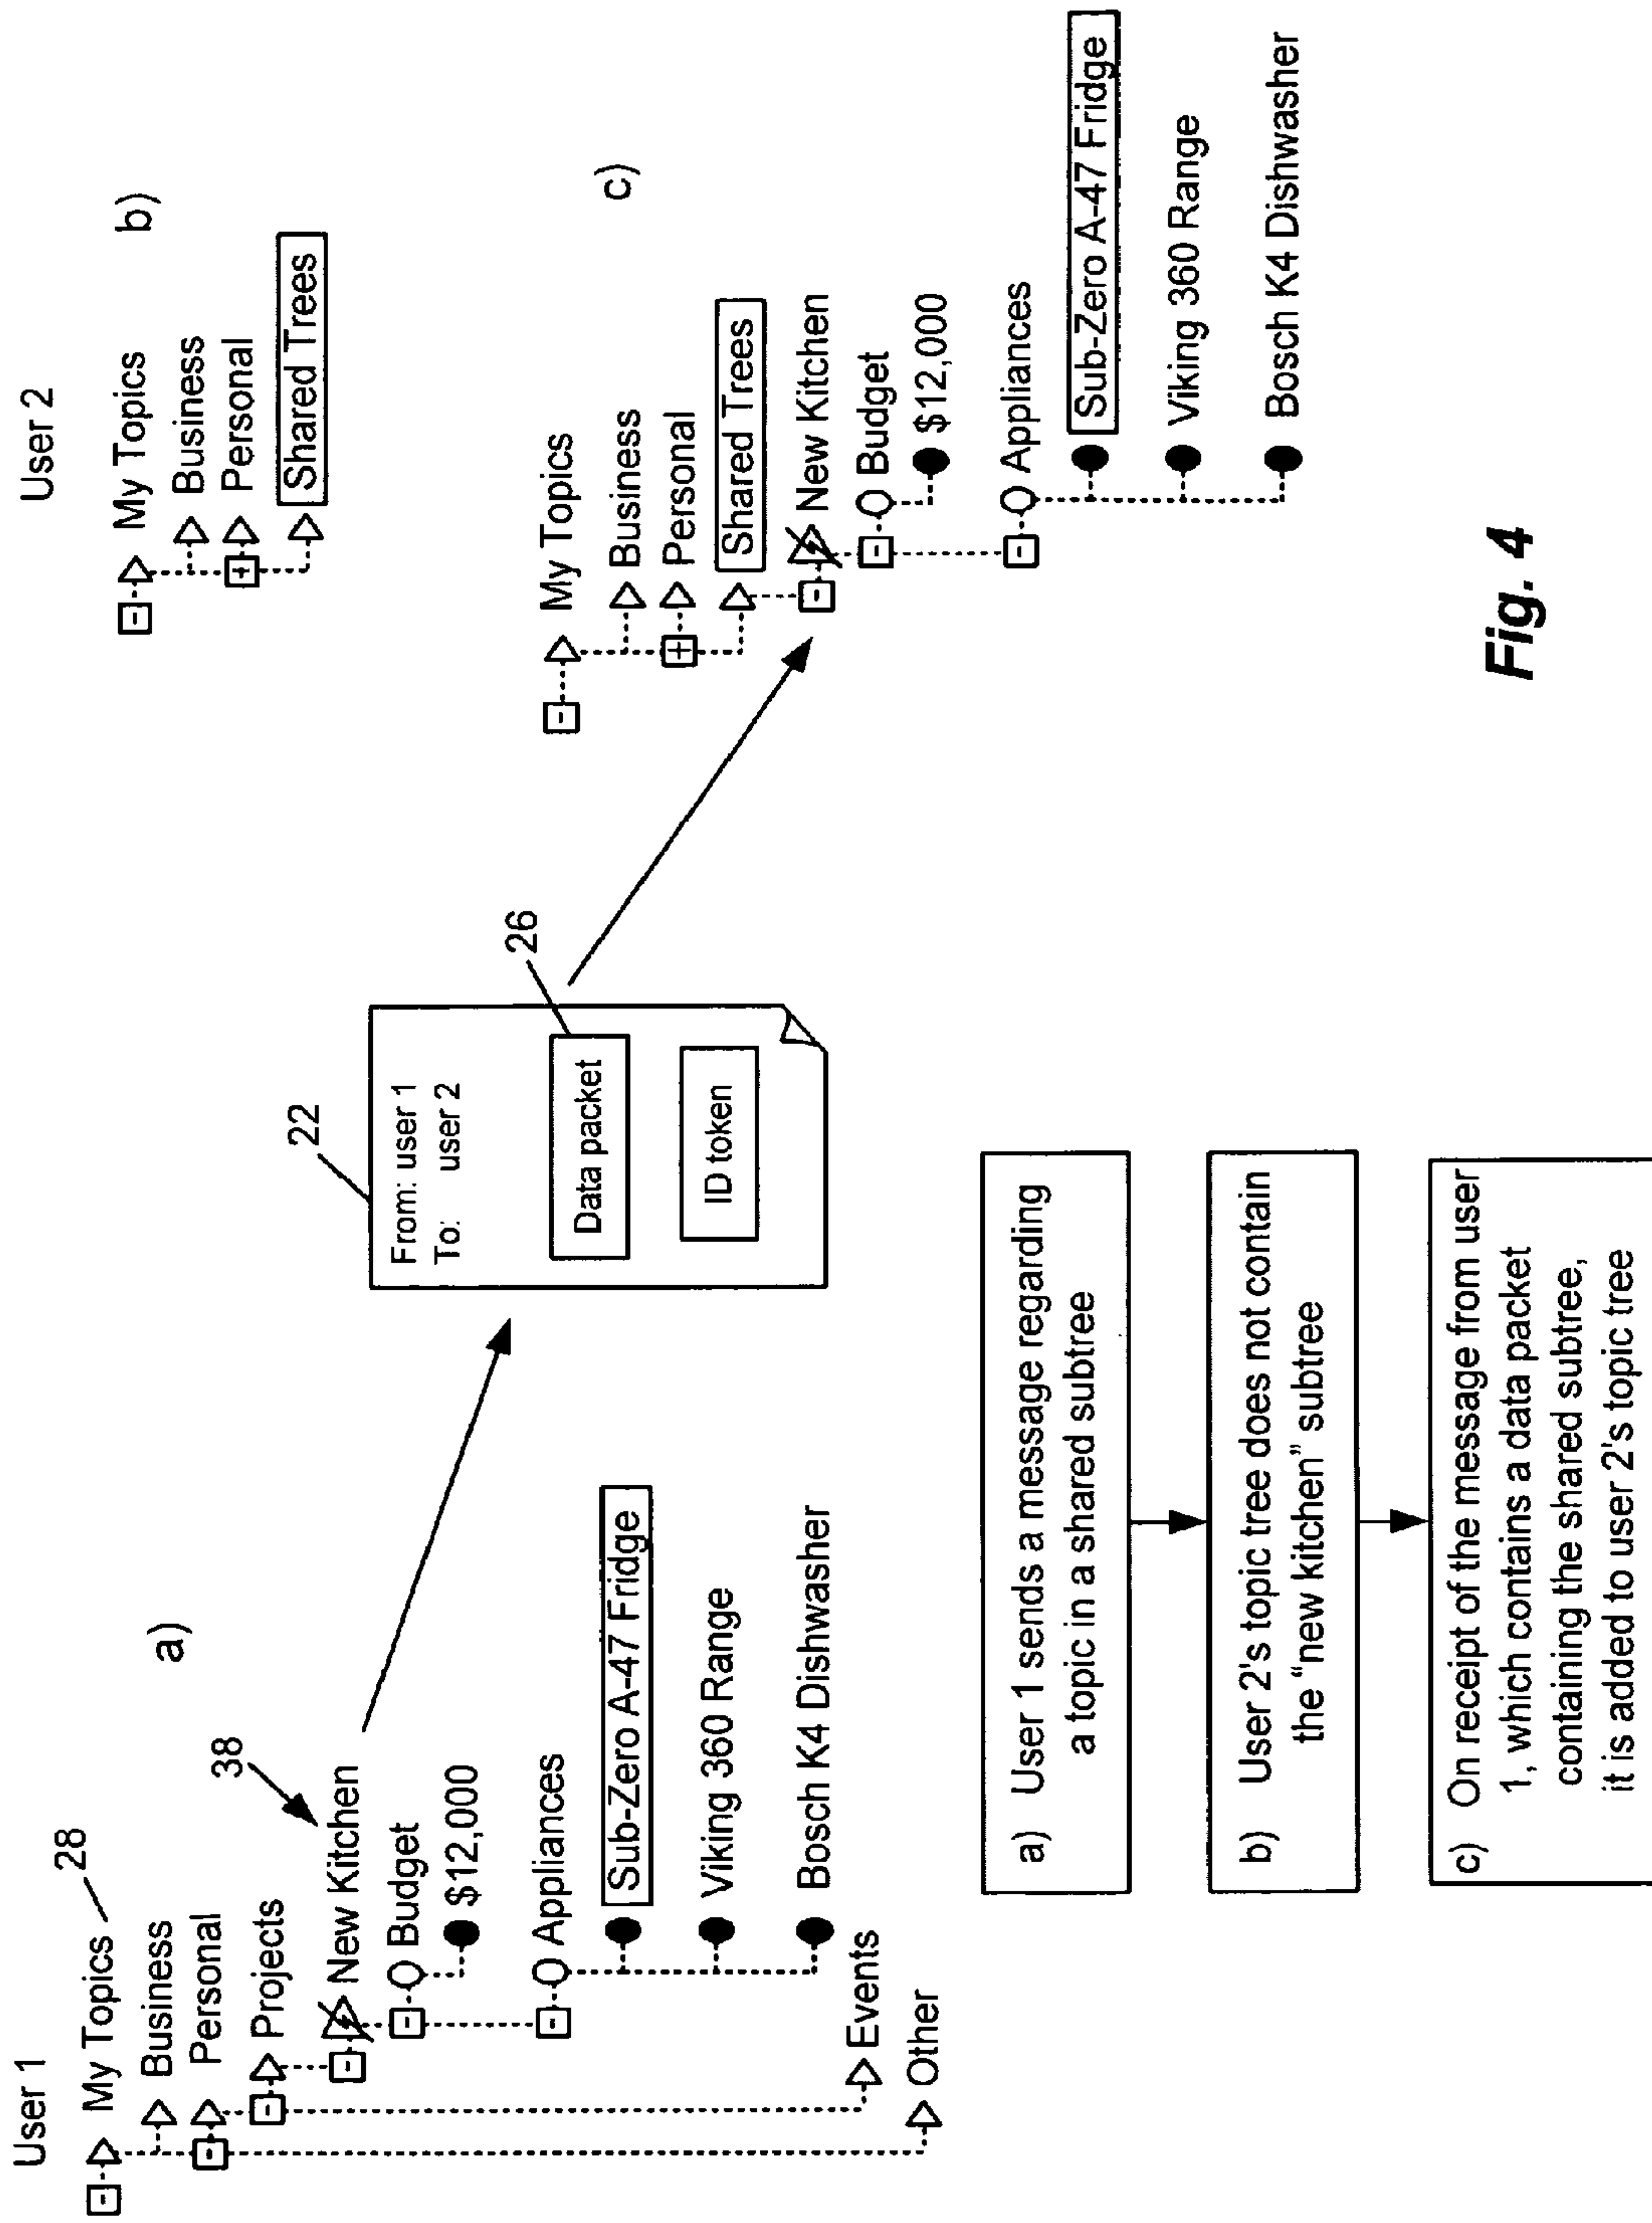 User 1
a)
My Topics
28
Business
Personal
Projects
38
New Kitchen
Budget
$12,000
Appliances
Sub-Zero A-47 Fridge
Viking 360 Range
Bosch K4 Dishwasher
Events
Other
22
From: user 1
To: user 2
26
Data packet
ID token
User 2
b)
My Topics
Business
Personal
Shared Trees
c)
My Topics
Business
Personal
Shared Trees
New Kitchen
Budget
$12,000
Appliances
Sub-Zero A-47 Fridge
Viking 360 Range
Bosch K4 Dishwasher
a) User 1 sends a message regarding
a topic in a shared subtree
b) User 2's topic tree does not contain
the “new kitchen” subtree
c) On receipt of the message from user
1, which contains a data packet
containing the shared subtree,
it is added to user 2's topic tree
Fig. 4